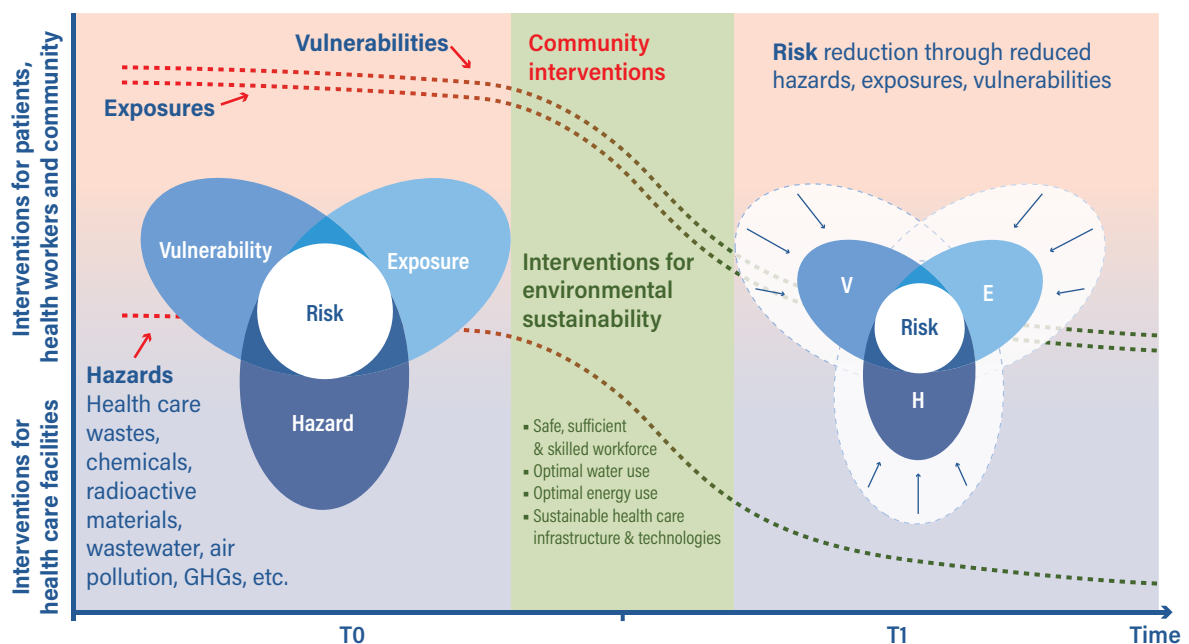 Interventions for patients,
health workers and community
Interventions for
health care facilities
Vulnerabilities
Exposures
Vulnerability
Exposure
Risk
Hazard
Hazards
Health care
wastes,
chemicals,
radioactive
materials,
wastewater, air
pollution, GHGs, etc.
Community
interventions
Interventions for
environmental
sustainability
▪ Safe, sufficient
& skilled workforce
▪ Optimal water use
▪ Optimal energy use
▪ Sustainable health care
infrastructure & technologies
Risk reduction through reduced
hazards, exposures, vulnerabilities
V
E
Risk
H
T0
T1
Time